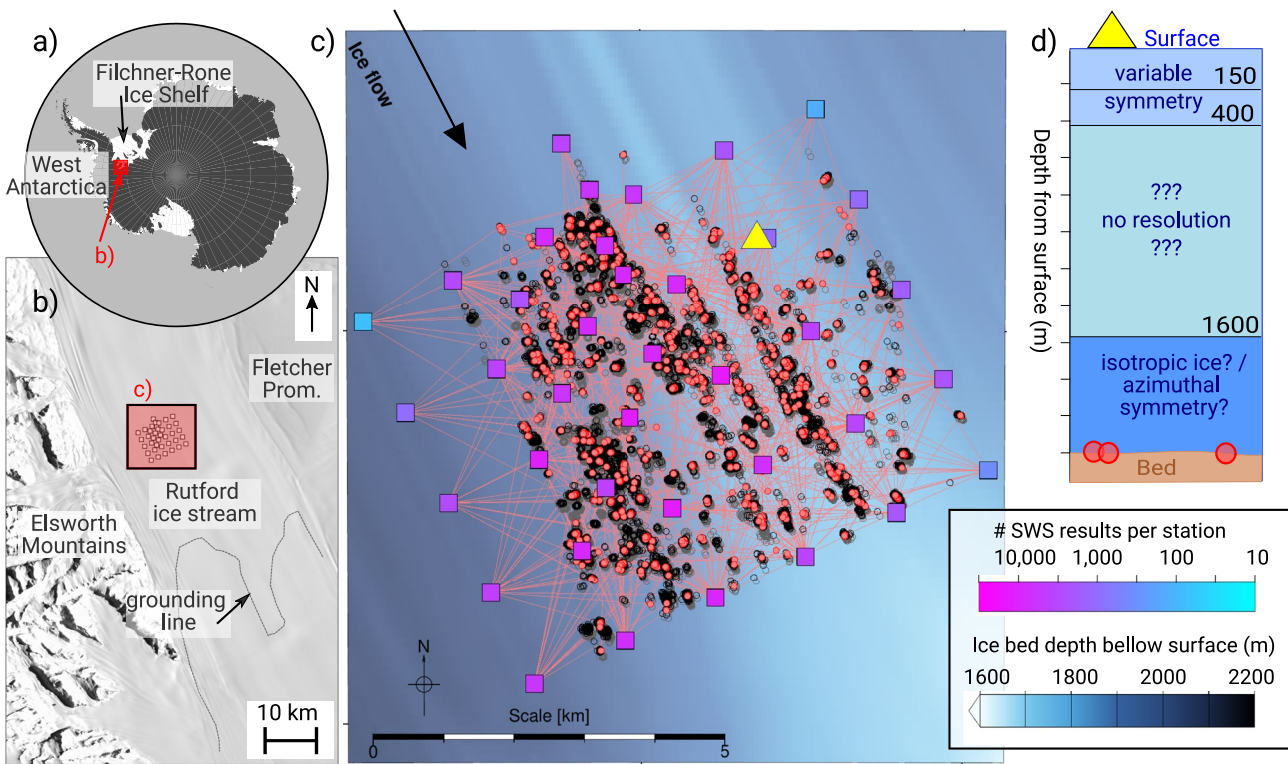 a)
Filchner-Rone
Ice Shelf
West
Antarctica
b)
b)
N
Fletcher
Prom.
c)
Rutford
ice stream
Elsworth
Mountains
grounding
line
10 km
c)
Ice flow
N
Scale [km]
0
5
d)
Surface
variable
150
symmetry
400
???
no resolution
???
1600
isotropic ice? /
azimuthal
symmetry?
Bed
Depth from surface (m)
# SWS results per station
10,000 1,000 100 10
Ice bed depth bellow surface (m)
1600 1800 2000 2200